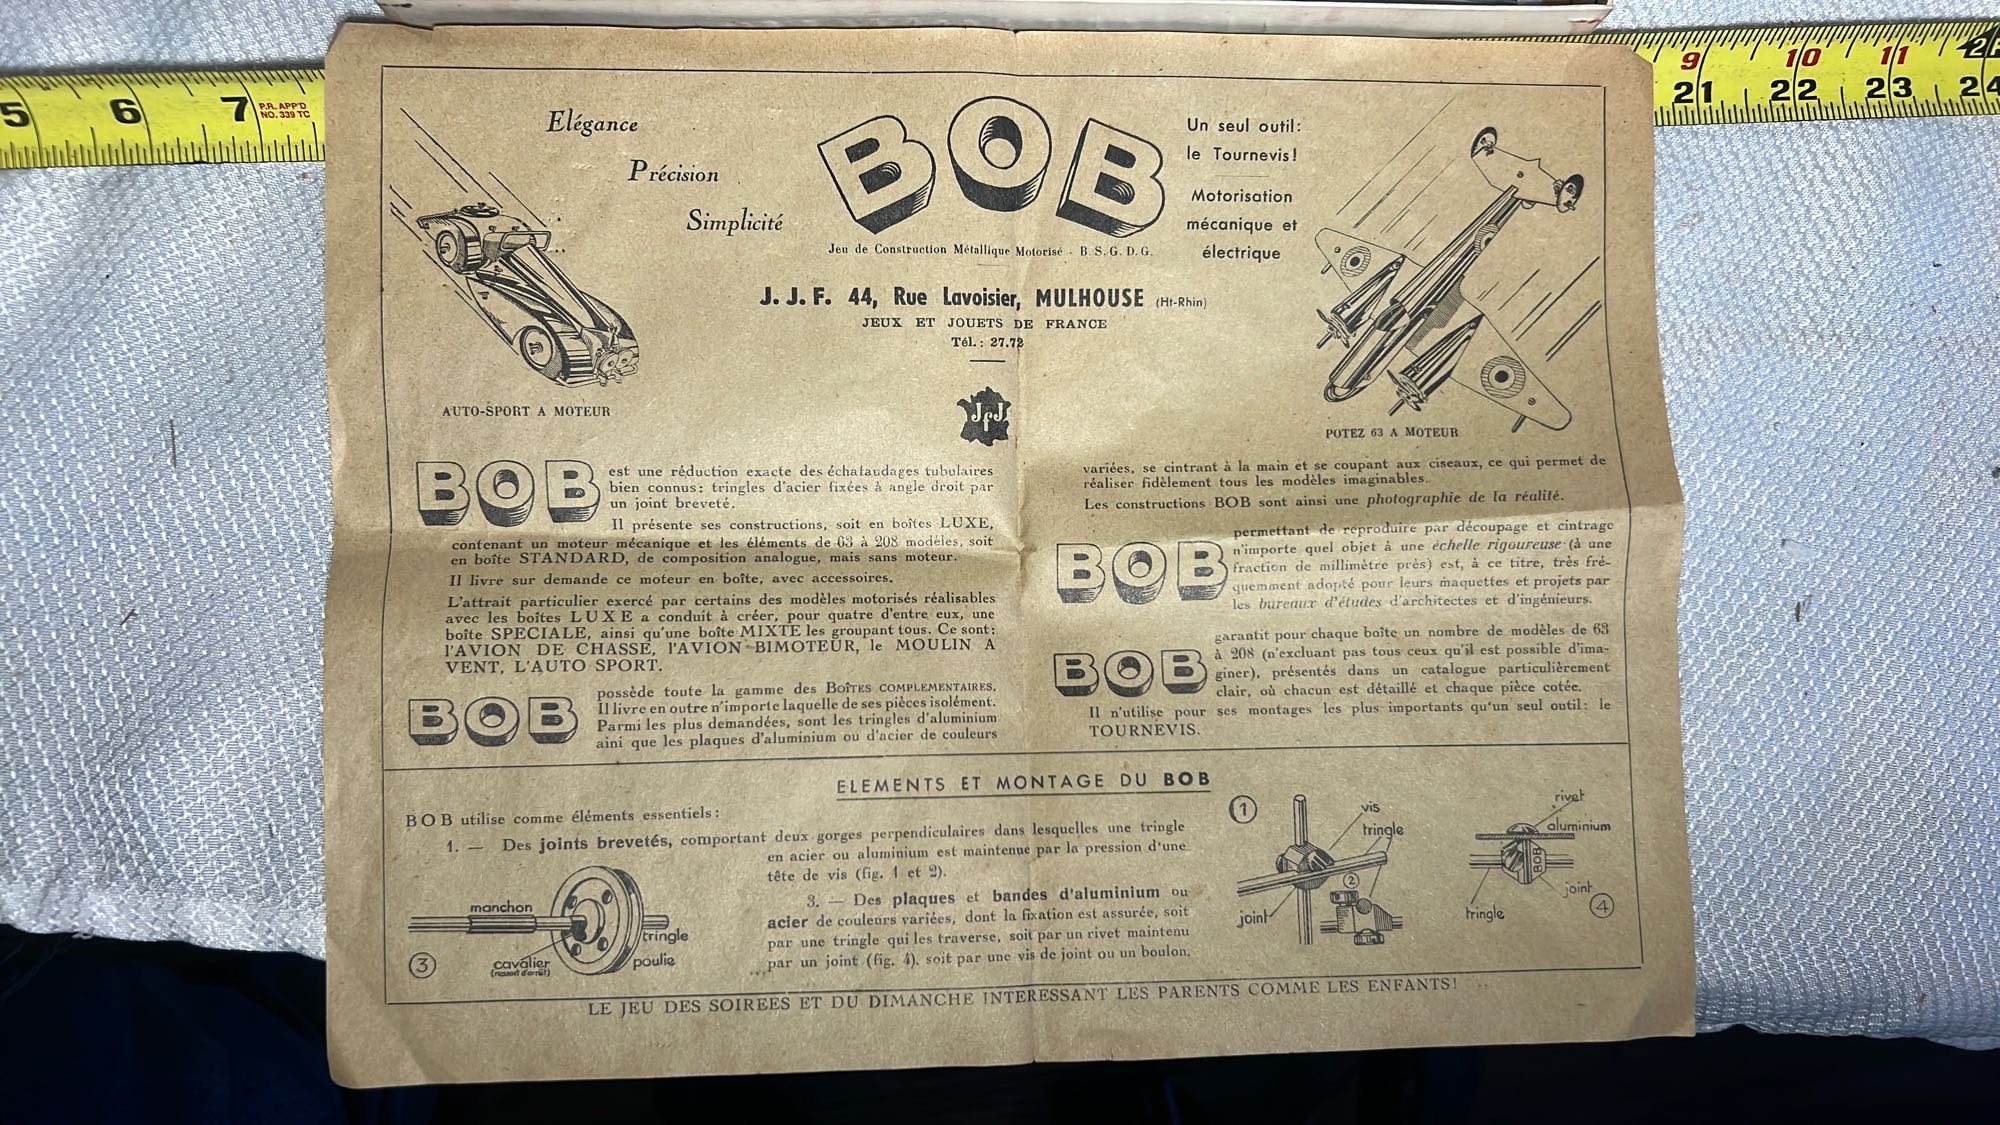 5 6 7 P.R. APP'D
NO. 339 TC
9 10 11
21 22 23 24
Elégance
Précision
Simplicité
BOB
Jeu de Construction Métallique Motorisé - B. S. G. D. G.
Un seul outil:
le Tournevis!
Motorisation
mécanique et
électrique
J. J. F. 44, Rue Lavoisier, MULHOUSE (Ht-Rhin)
JEUX ET JOUETS DE FRANCE
Tél.: 27.72
JfJ
AUTO-SPORT A MOTEUR
POTEZ 63 A MOTEUR
BOB est une réduction exacte des échafaudages tubulaires
bien connus: tringles d'acier fixées à angle droit par
un joint breveté.
Il présente ses constructions, soit en boîtes LUXE,
contenant un moteur mécanique et les éléments de 63 à 208 modèles, soit
en boîte STANDARD, de composition analogue, mais sans moteur.
Il livre sur demande ce moteur en boîte, avec accessoires.
L'attrait particulier exercé par certains des modèles motorisés réalisables
avec les boîtes LUXE a conduit à créer, pour quatre d'entre eux, une
boîte SPECIALE, ainsi qu'une boîte MIXTE les groupant tous. Ce sont:
l'AVION DE CHASSE, l'AVION BIMOTEUR, le MOULIN A
VENT, L'AUTO SPORT.
BOB possède toute la gamme des BOÎTES COMPLEMENTAIRES.
Il livre en outre n'importe laquelle de ses pièces isolément.
Parmi les plus demandées, sont les tringles d'aluminium
aini que les plaques d'aluminium ou d'acier de couleurs
variées, se cintrant à la main et se coupant aux ciseaux, ce qui permet de
réaliser fidèlement tous les modèles imaginables.
Les constructions BOB sont ainsi une photographie de la réalité.
BOB permettant de reproduire par découpage et cintrage
n'importe quel objet à une échelle rigoureuse (à une
fraction de millimètre près) est, à ce titre, très fré-
quemment adopté pour leurs maquettes et projets par
les bureaux d'études d'architectes et d'ingénieurs.
BOB garantit pour chaque boîte un nombre de modèles de 63
à 208 (n'excluant pas tous ceux qu'il est possible d'ima-
giner), présentés dans un catalogue particulièrement
clair, où chacun est détaillé et chaque pièce cotée.
Il n'utilise pour ses montages les plus importants qu'un seul outil: le
TOURNEVIS.
ELEMENTS ET MONTAGE DU BOB
BOB utilise comme éléments essentiels:
1. — Des joints brevetés, comportant deux gorges perpendiculaires dans lesquelles une tringle
en acier ou aluminium est maintenue par la pression d'une
tête de vis (fig. 1 et 2).
3. — Des plaques et bandes d'aluminium ou
acier de couleurs variées, dont la fixation est assurée, soit
par une tringle qui les traverse, soit par un rivet maintenu
par un joint (fig. 4), soit par une vis de joint ou un boulon.
manchon
tringle
cavalier
(ressort d'arrêt)
poulie
3
1
vis
tringle
2
joint
rivet
aluminium
BOB
joint
tringle
4
LE JEU DES SOIREES ET DU DIMANCHE INTERESSANT LES PARENTS COMME LES ENFANTS!